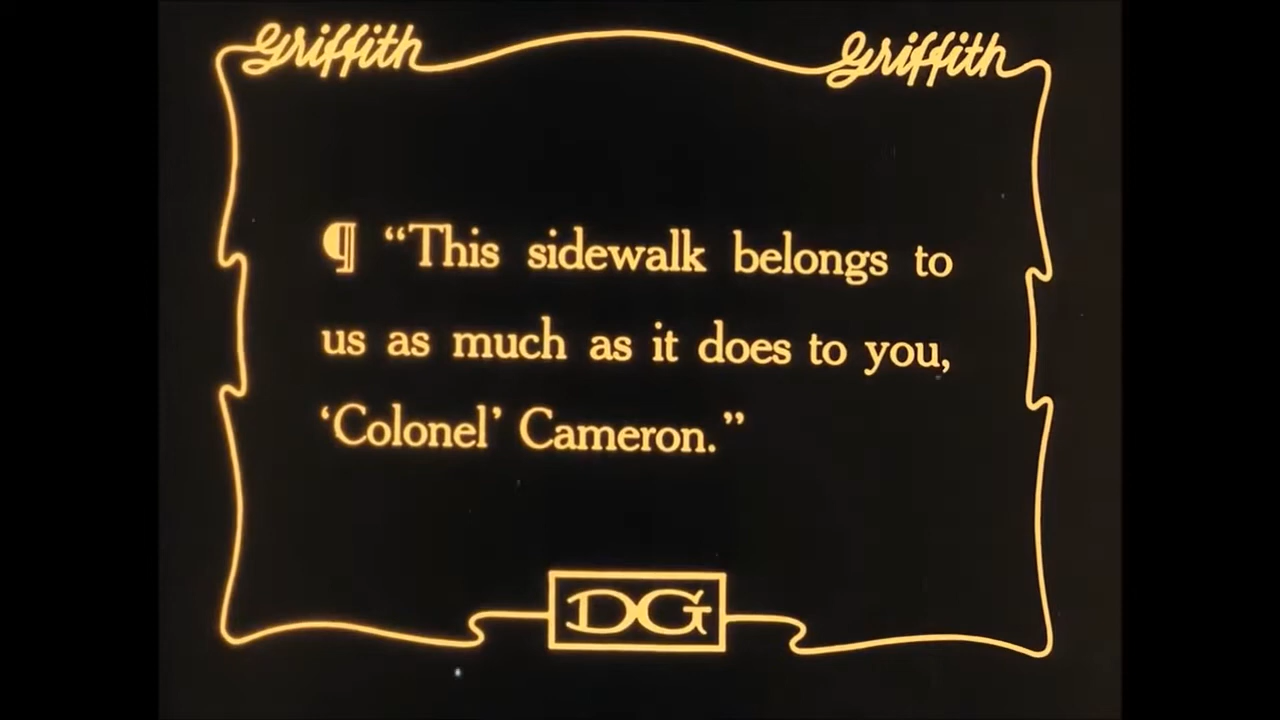 Griffith Griffith
¶ “This sidewalk belongs to
us as much as it does to you,
‘Colonel’ Cameron.”
DG